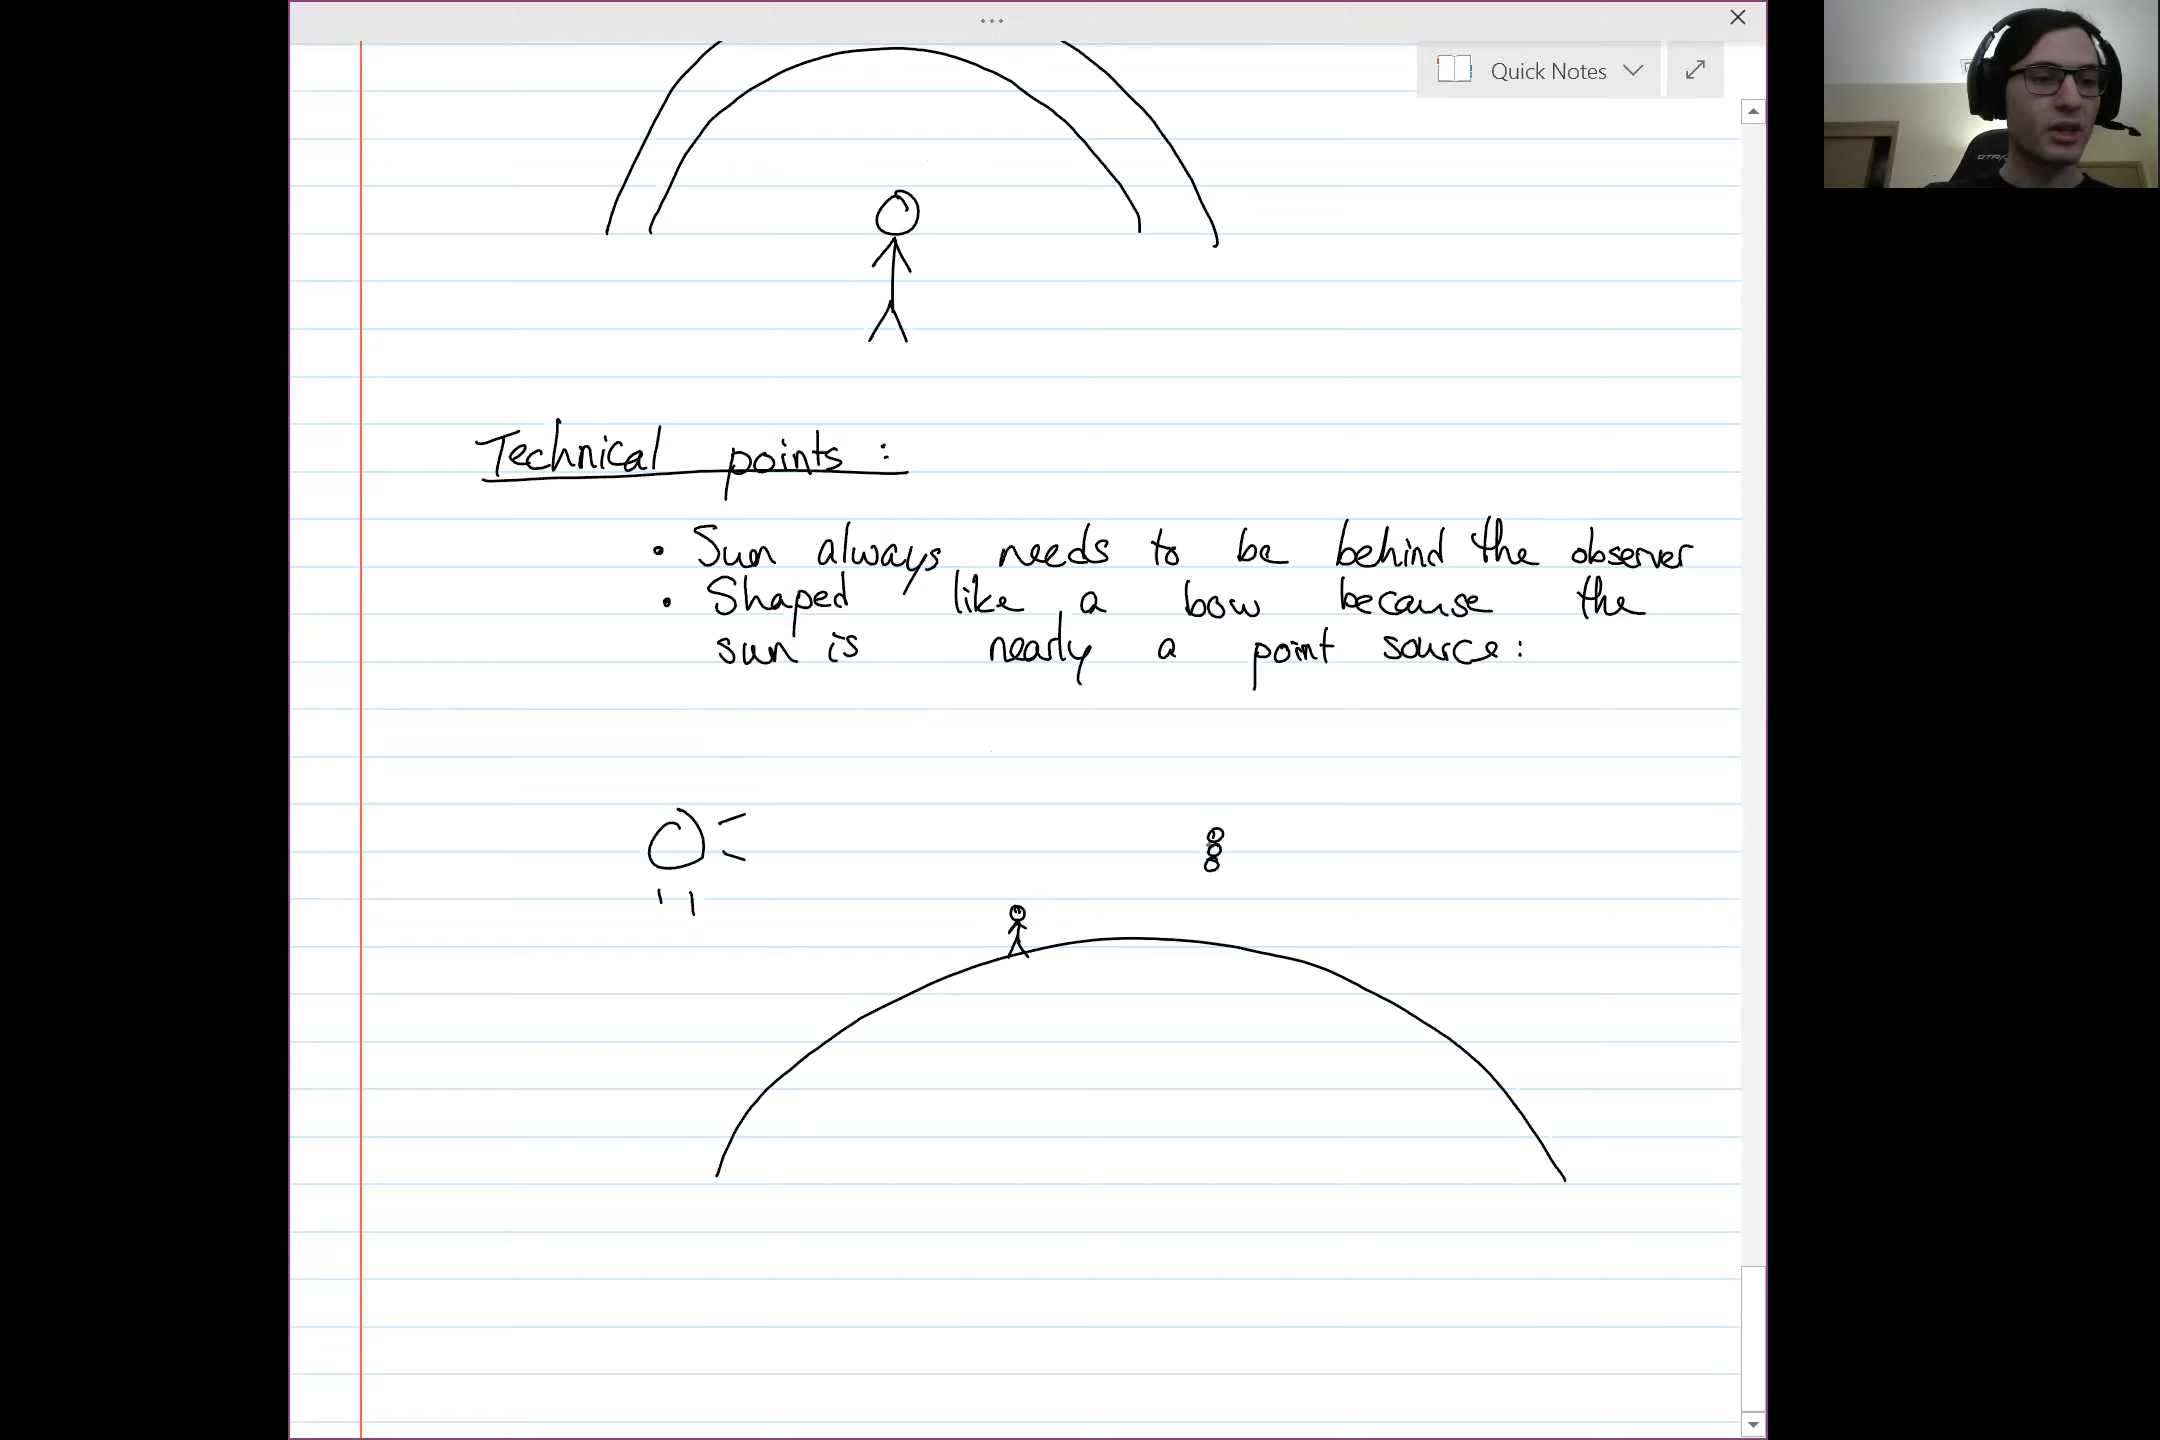 Quick Notes
Technical points :
• Sun always needs to be behind the observer
• Shaped like a bow because the
sun is nearly a point source :